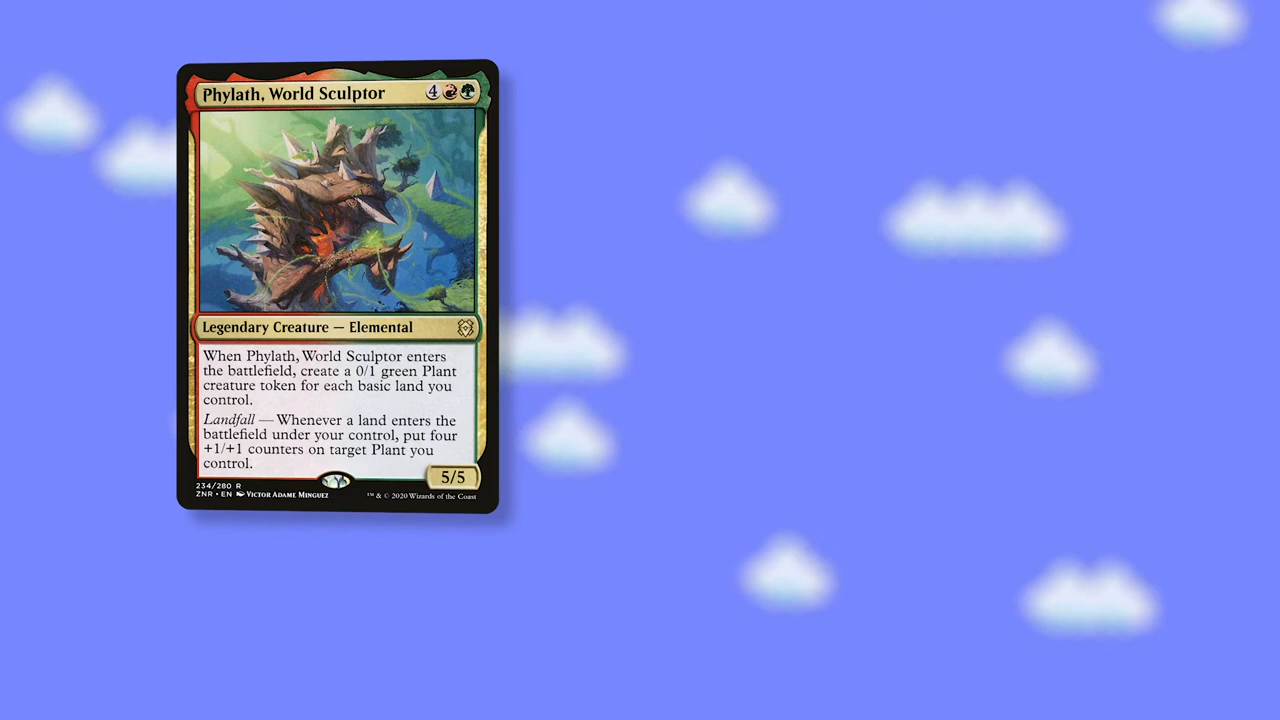 Phylath, World Sculptor
4
Legendary Creature — Elemental
When Phylath, World Sculptor enters
the battlefield, create a 0/1 green Plant
creature token for each basic land you
control.
Landfall — Whenever a land enters the
battlefield under your control, put four
+1/+1 counters on target Plant you
control.
5/5
234/280 R
ZNR • EN Victor Adame Minguez
™ & © 2020 Wizards of the Coast